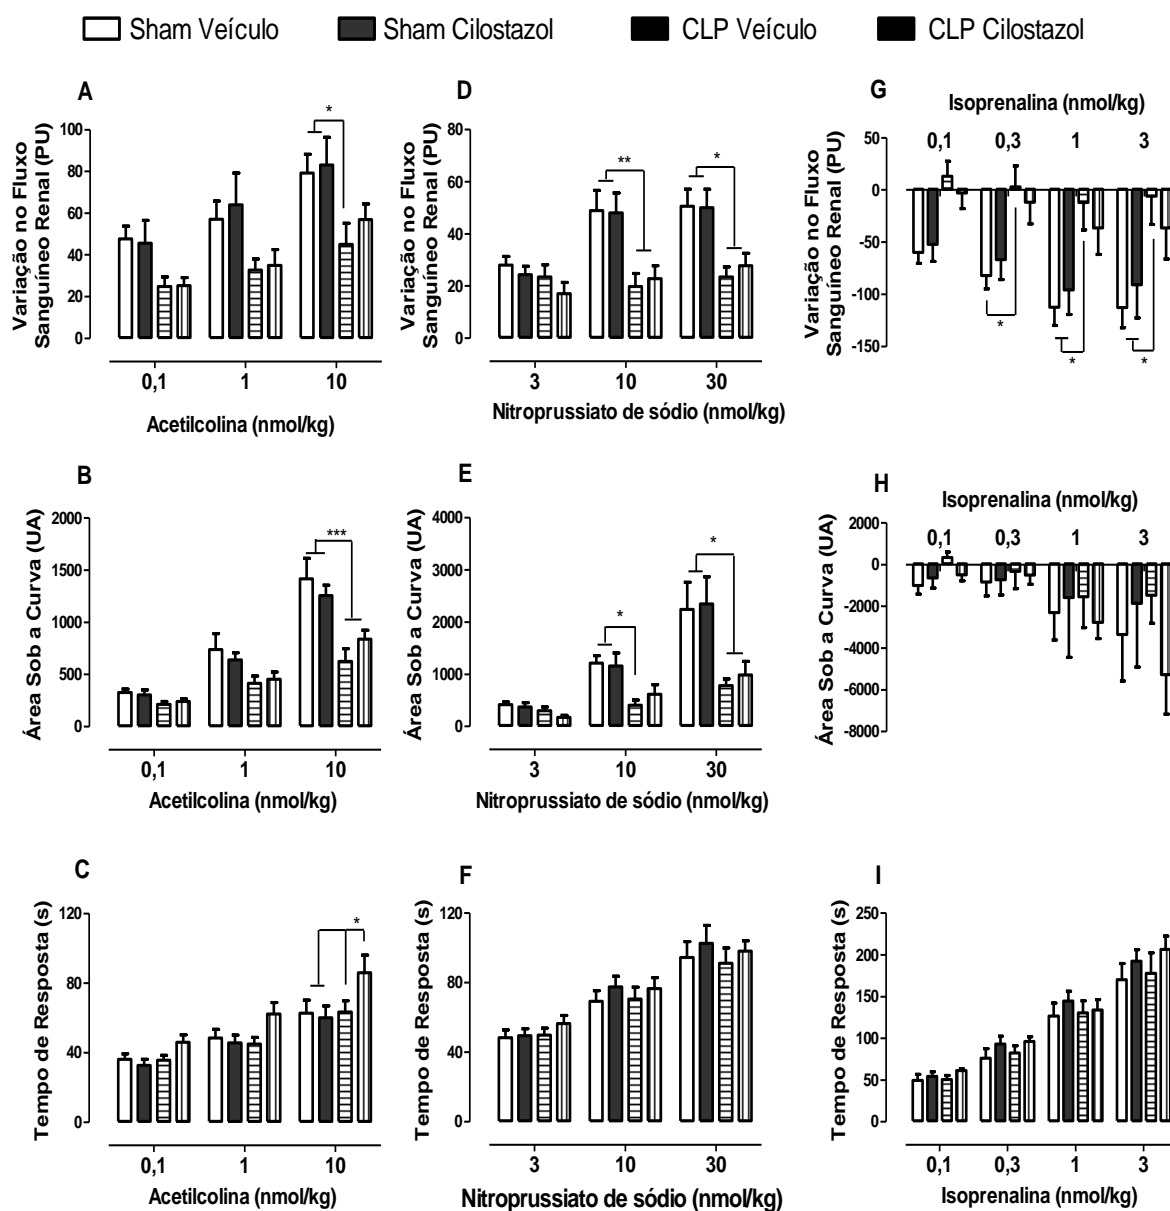 Sham Veículo Sham Cilostazol CLP Veículo CLP Cilostazol
A
Variação no Fluxo
Sanguíneo Renal (PU)
100
80
60
40
20
0
*
0,1 1 10
Acetilcolina (nmol/kg)
D
Variação no Fluxo
Sanguíneo Renal (PU)
80
60
40
20
0
** *
3 10 30
Nitroprussiato de sódio (nmol/kg)
G
Isoprenalina (nmol/kg)
0,1 0,3 1 3
Variação no Fluxo
Sanguíneo Renal (PU)
50
0
-50
-100
-150
* * *
B
Área Sob a Curva (UA)
2000
1500
1000
500
0
***
0,1 1 10
Acetilcolina (nmol/kg)
E
Área Sob a Curva (UA)
4000
3000
2000
1000
0
* *
3 10 30
Nitroprussiato de sódio (nmol/kg)
H
Isoprenalina (nmol/kg)
0,1 0,3 1 3
Área Sob a Curva (UA)
2000
0
-2000
-4000
-6000
-8000
C
Tempo de Resposta (s)
120
80
40
0
*
0,1 1 10
Acetilcolina (nmol/kg)
F
Tempo de Resposta (s)
120
80
40
0
3 10 30
Nitroprussiato de sódio (nmol/kg)
I
Tempo de Resposta (s)
250
200
150
100
50
0
0,1 0,3 1 3
Isoprenalina (nmol/kg)